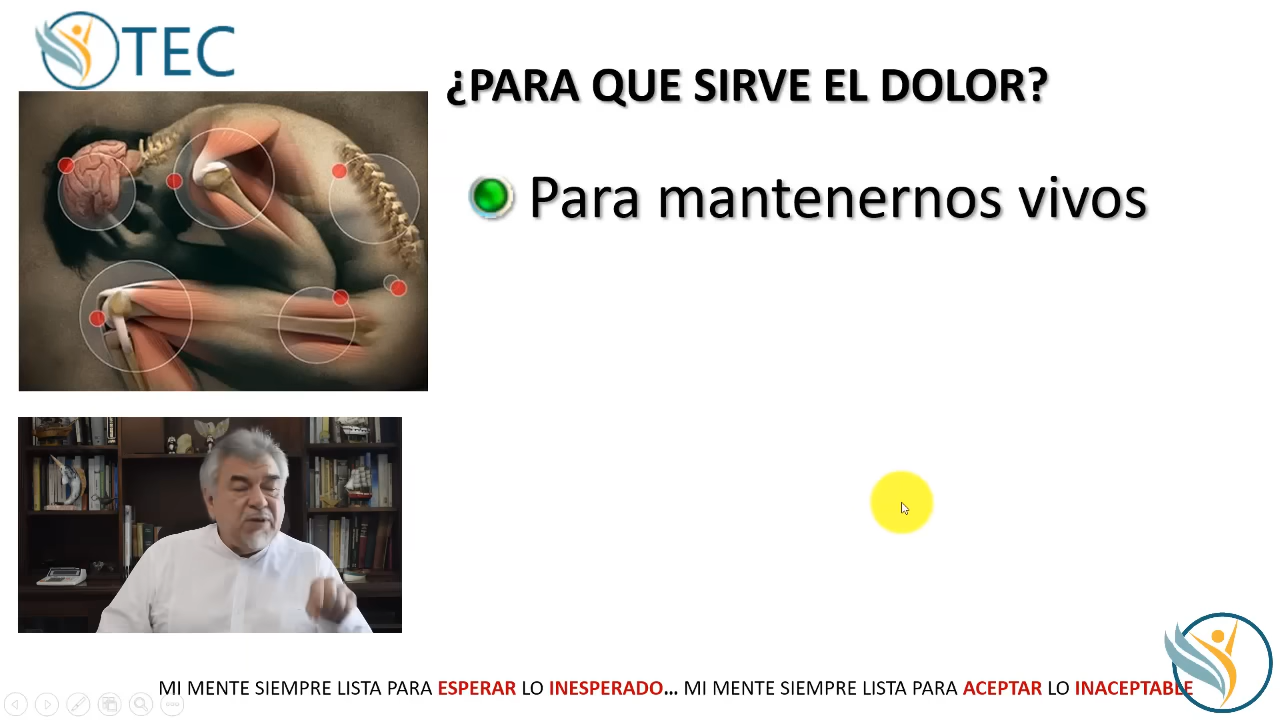 TEC
¿PARA QUE SIRVE EL DOLOR?
Para mantenernos vivos
MI MENTE SIEMPRE LISTA PARA ESPERAR LO INESPERADO... MI MENTE SIEMPRE LISTA PARA ACEPTAR LO INACEPTABLE